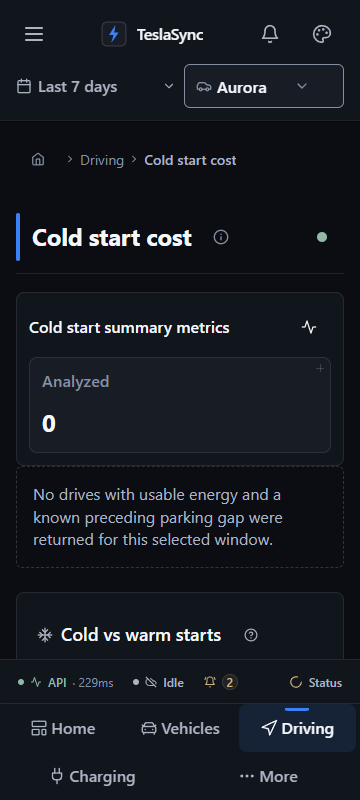 TeslaSync
Last 7 days
Aurora
Driving
Cold start cost
Cold start cost
Cold start summary metrics
Analyzed
0
No drives with usable energy and a
known preceding parking gap were
returned for this selected window.
Cold vs warm starts
API · 229ms
Idle
2
Status
Home
Vehicles
Driving
Charging
More